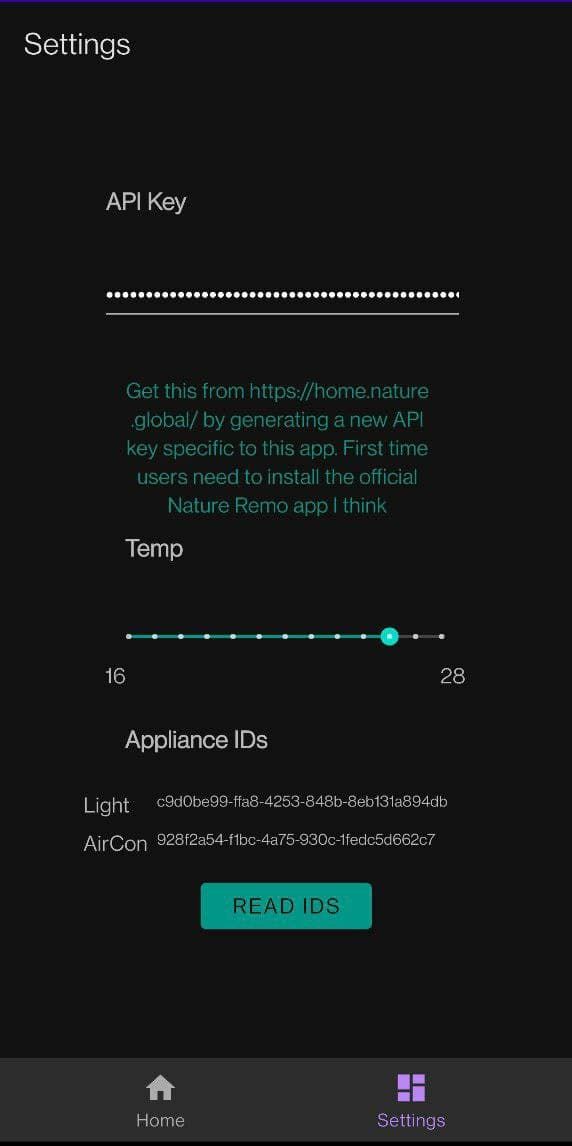 Settings
API Key
••••••••••••••••••••••••••••••••••••••••••••
Get this from https://home.nature
.global/ by generating a new API
key specific to this app. First time
users need to install the official
Nature Remo app I think
Temp
16 28
Appliance IDs
Light c9d0be99-ffa8-4253-848b-8eb131a894db
AirCon 928f2a54-f1bc-4a75-930c-1fedc5d662c7
READ IDS
Home Settings